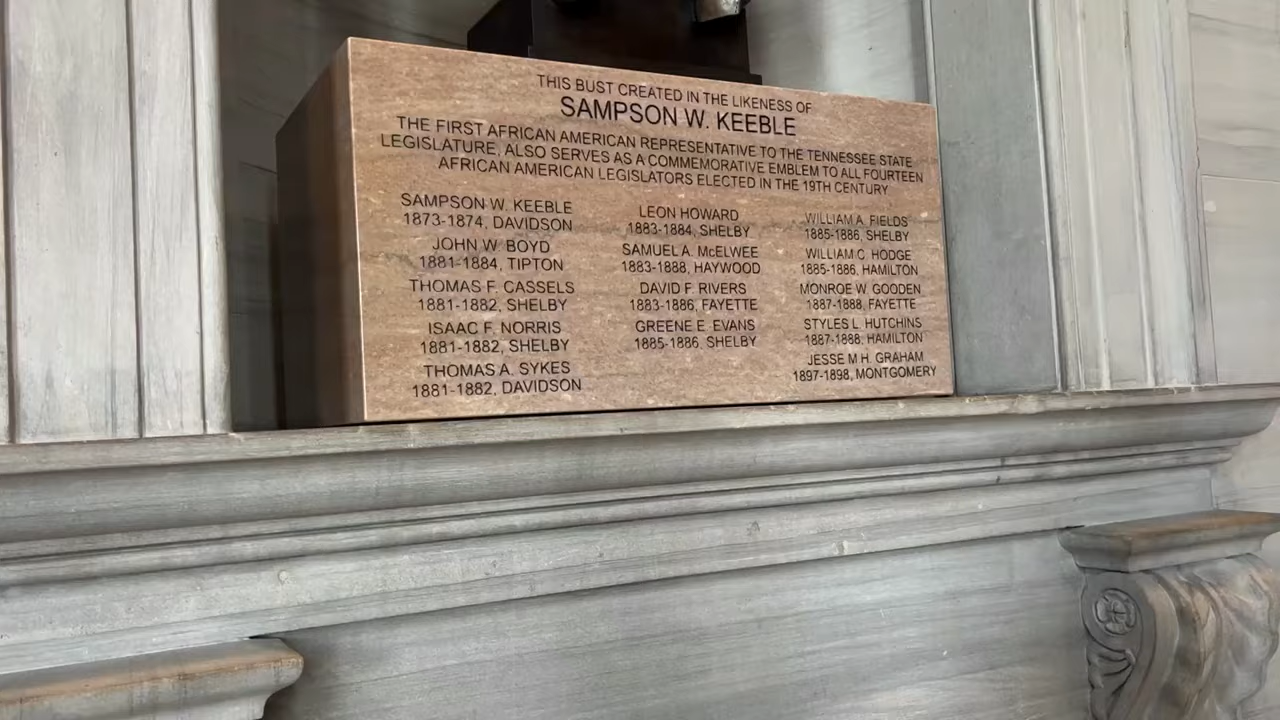 THIS BUST CREATED IN THE LIKENESS OF
SAMPSON W. KEEBLE
THE FIRST AFRICAN AMERICAN REPRESENTATIVE TO THE TENNESSEE STATE
LEGISLATURE, ALSO SERVES AS A COMMEMORATIVE EMBLEM TO ALL FOURTEEN
AFRICAN AMERICAN LEGISLATORS ELECTED IN THE 19TH CENTURY
SAMPSON W. KEEBLE
1873-1874, DAVIDSON
JOHN W. BOYD
1881-1884, TIPTON
THOMAS F. CASSELS
1881-1882, SHELBY
ISAAC F. NORRIS
1881-1882, SHELBY
THOMAS A. SYKES
1881-1882, DAVIDSON
LEON HOWARD
1883-1884, SHELBY
SAMUEL A. McELWEE
1883-1888, HAYWOOD
DAVID F. RIVERS
1883-1886, FAYETTE
GREENE E. EVANS
1885-1886, SHELBY
WILLIAM A. FIELDS
1885-1886, SHELBY
WILLIAM C. HODGE
1885-1886, HAMILTON
MONROE W. GOODEN
1887-1888, FAYETTE
STYLES L. HUTCHINS
1887-1888, HAMILTON
JESSE M H. GRAHAM
1897-1898, MONTGOMERY